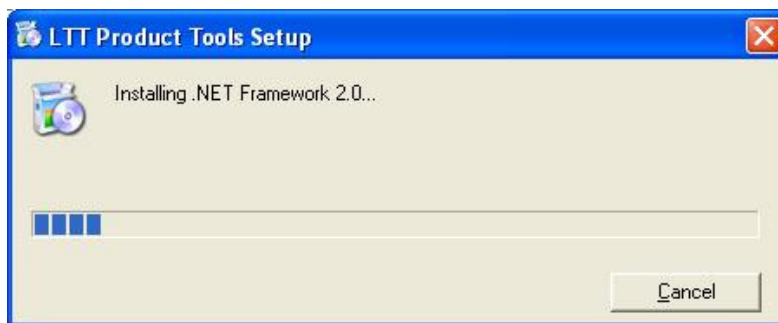 LTT Product Tools Setup
Installing .NET Framework 2.0...
Cancel